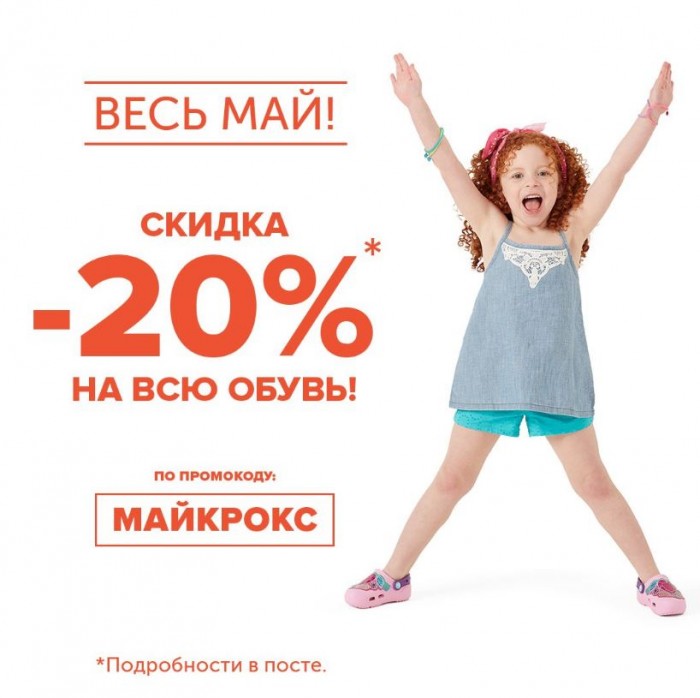 ВЕСЬ МАЙ!
СКИДКА
-20%*
НА ВСЮ ОБУВЬ!
ПО ПРОМОКОДУ:
МАЙКРОКС
*Подробности в посте.